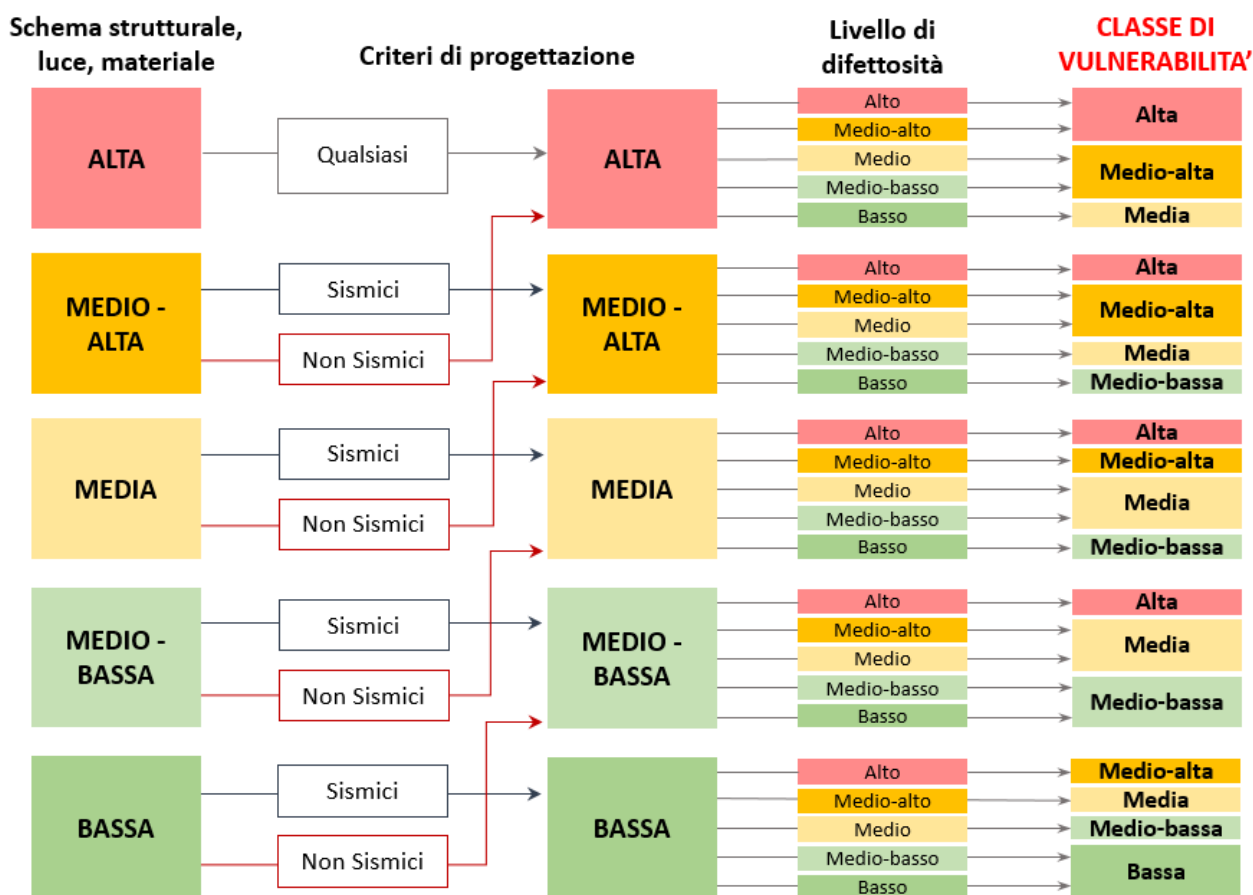 Schema strutturale,
luce, materiale
Criteri di progettazione
Livello di
difettosità
CLASSE DI
VULNERABILITA'
ALTA
Qualsiasi
ALTA
Alto
Medio-alto
Medio
Medio-basso
Basso
Alta
Medio-alta
Media
MEDIO -
ALTA
Sismici
Non Sismici
MEDIO -
ALTA
Alto
Medio-alto
Medio
Medio-basso
Basso
Alta
Medio-alta
Media
Medio-bassa
MEDIA
Sismici
Non Sismici
MEDIA
Alto
Medio-alto
Medio
Medio-basso
Basso
Alta
Medio-alta
Media
Medio-bassa
MEDIO -
BASSA
Sismici
Non Sismici
MEDIO -
BASSA
Alto
Medio-alto
Medio
Medio-basso
Basso
Alta
Media
Medio-bassa
BASSA
Sismici
Non Sismici
BASSA
Alto
Medio-alto
Medio
Medio-basso
Basso
Medio-alta
Media
Medio-bassa
Bassa